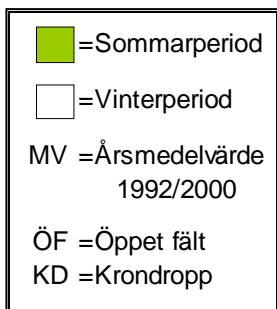 =Sommarperiod
=Vinterperiod
MV =Årsmedelvärde
1992/2000
ÖF =Öppet fält
KD =Krondropp